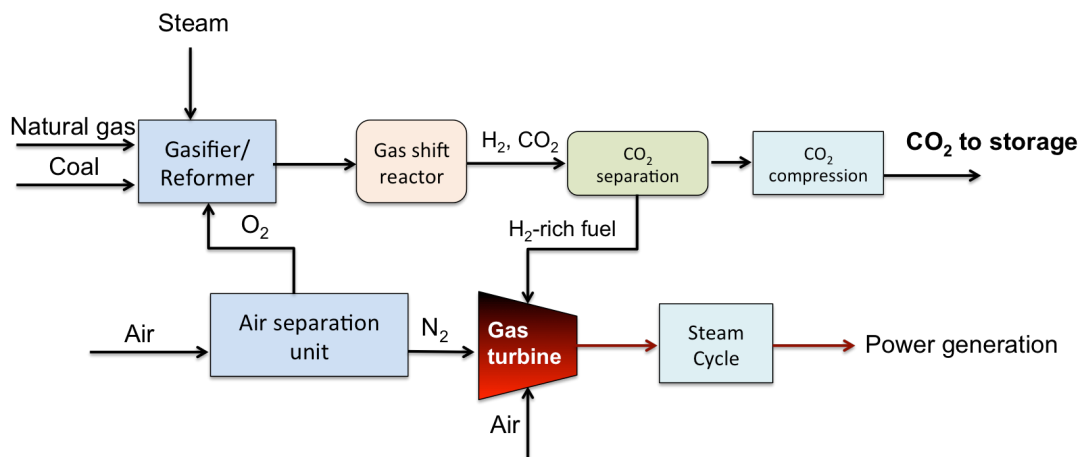 Steam
Natural gas
Coal
Gasifier/
Reformer
Gas shift
reactor
H₂, CO₂
CO₂
separation
CO₂
compression
CO₂ to storage
O₂
H₂-rich fuel
Air
Air separation
unit
N₂
Gas
turbine
Steam
Cycle
Power generation
Air